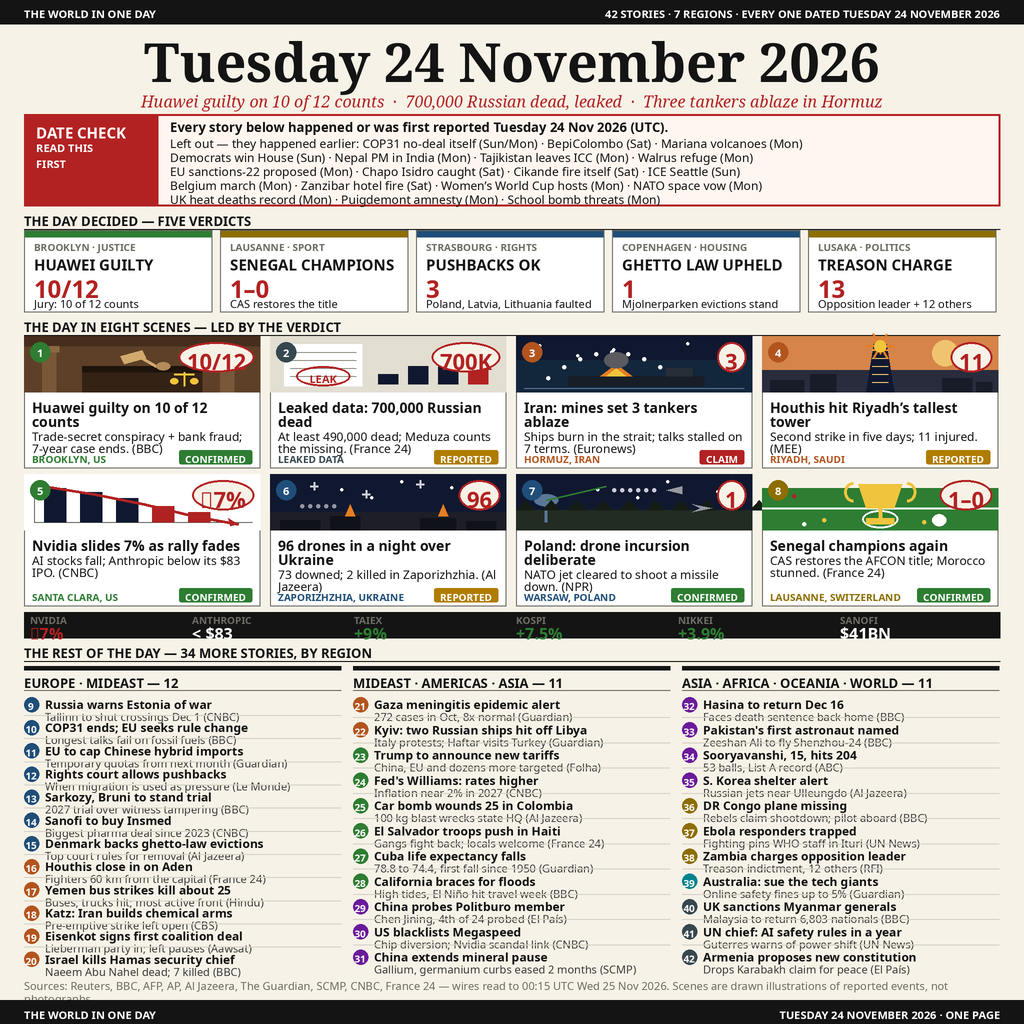 THE WORLD IN ONE DAY
42 STORIES · 7 REGIONS · EVERY ONE DATED TUESDAY 24 NOVEMBER 2026
Tuesday 24 November 2026
Huawei guilty on 10 of 12 counts · 700,000 Russian dead, leaked · Three tankers ablaze in Hormuz
DATE CHECK
READ THIS
FIRST
Every story below happened or was first reported Tuesday 24 Nov 2026 (UTC).
Left out — they happened earlier: COP31 no-deal itself (Sun/Mon) · BepiColombo (Sat) · Mariana volcanoes (Mon)
Democrats win House (Sun) · Nepal PM in India (Mon) · Tajikistan leaves ICC (Mon) · Walrus refuge (Mon)
EU sanctions-22 proposed (Mon) · Chapo Isidro caught (Sat) · Cikande fire itself (Sun) · ICE Seattle (Sun)
Belgium march (Mon) · Zanzibar hotel fire (Sat) · Women's World Cup hosts (Mon) · NATO space vow (Mon)
UK heat deaths record (Mon) · Puigdemont amnesty (Mon) · School bomb threats (Mon)
THE DAY DECIDED — FIVE VERDICTS
BROOKLYN · JUSTICE
HUAWEI GUILTY
10/12
Jury: 10 of 12 counts
LAUSANNE · SPORT
SENEGAL CHAMPIONS
1–0
CAS restores the title
STRASBOURG · RIGHTS
PUSHBACKS OK
3
Poland, Latvia, Lithuania faulted
COPENHAGEN · HOUSING
GHETTO LAW UPHELD
1
Mjolnerparken evictions stand
LUSAKA · POLITICS
TREASON CHARGE
13
Opposition leader + 12 others
THE DAY IN EIGHT SCENES — LED BY THE VERDICT
1
10/12
Huawei guilty on 10 of 12
counts
Trade-secret conspiracy + bank fraud;
7-year case ends. (BBC)
BROOKLYN, US
CONFIRMED
2
LEAK
700K
Leaked data: 700,000 Russian
dead
At least 490,000 dead; Meduza counts
the missing. (France 24)
LEAKED DATA
REPORTED
3
3
Iran: mines set 3 tankers
ablaze
Ships burn in the strait; talks stalled on
7 terms. (Euronews)
HORMUZ, IRAN
CLAIM
4
11
Houthis hit Riyadh's tallest
tower
Second strike in five days; 11 injured.
(MEE)
RIYADH, SAUDI
REPORTED
5
7%
Nvidia slides 7% as rally fades
AI stocks fall; Anthropic below its $83
IPO. (CNBC)
SANTA CLARA, US
CONFIRMED
6
96
96 drones in a night over
Ukraine
73 downed; 2 killed in Zaporizhzhia. (Al
Jazeera)
ZAPORIZHZHIA, UKRAINE
REPORTED
7
1
Poland: drone incursion
deliberate
NATO jet cleared to shoot a missile
down. (NPR)
WARSAW, POLAND
CONFIRMED
8
1–0
Senegal champions again
CAS restores the AFCON title; Morocco
stunned. (France 24)
LAUSANNE, SWITZERLAND
CONFIRMED
NVIDIA
7%
ANTHROPIC
< $83
TAIEX
+9%
KOSPI
+7.5%
NIKKEI
+3.9%
SANOFI
$41BN
THE REST OF THE DAY — 34 MORE STORIES, BY REGION
EUROPE · MIDEAST — 12
9 Russia warns Estonia of war
Tallinn to shut crossings Dec 1 (CNBC)
10 COP31 ends; EU seeks rule change
Longest talks fail on fossil fuels (BBC)
11 EU to cap Chinese hybrid imports
Temporary quotas from next month (Guardian)
12 Rights court allows pushbacks
When migration is used as pressure (Le Monde)
13 Sarkozy, Bruni to stand trial
2027 trial over witness tampering (BBC)
14 Sanofi to buy Insmed
Biggest pharma deal since 2023 (CNBC)
15 Denmark backs ghetto-law evictions
Top court rules for removal (Al Jazeera)
16 Houthis close in on Aden
Fighters 60 km from the capital (France 24)
17 Yemen bus strikes kill about 25
Buses, trucks hit; most active front (Hindu)
18 Katz: Iran builds chemical arms
Pre-emptive strike left open (CBS)
19 Eisenkot signs first coalition deal
Lieberman party in; left pauses (Aawsat)
20 Israel kills Hamas security chief
Naeem Abu Nahel dead; 7 killed (BBC)
MIDEAST · AMERICAS · ASIA — 11
21 Gaza meningitis epidemic alert
272 cases in Oct, 8x normal (Guardian)
22 Kyiv: two Russian ships hit off Libya
Italy protests; Haftar visits Turkey (Guardian)
23 Trump to announce new tariffs
China, EU and dozens more targeted (Folha)
24 Fed's Williams: rates higher
Inflation near 2% in 2027 (CNBC)
25 Car bomb wounds 25 in Colombia
100 kg blast wrecks state HQ (Al Jazeera)
26 El Salvador troops push in Haiti
Gangs fight back; locals welcome (France 24)
27 Cuba life expectancy falls
78.8 to 74.4, first fall since 1950 (Guardian)
28 California braces for floods
High tides, El Niño hit travel week (BBC)
29 China probes Politburo member
Chen Jining, 4th of 24 probed (El País)
30 US blacklists Megaspeed
Chip diversion; Nvidia scandal link (CNBC)
31 China extends mineral pause
Gallium, germanium curbs eased 2 months (SCMP)
ASIA · AFRICA · OCEANIA · WORLD — 11
32 Hasina to return Dec 16
Faces death sentence back home (BBC)
33 Pakistan's first astronaut named
Zeeshan Ali to fly Shenzhou-24 (BBC)
34 Sooryavanshi, 15, hits 204
53 balls, List A record (ABC)
35 S. Korea shelter alert
Russian jets near Ulleungdo (Al Jazeera)
36 DR Congo plane missing
Rebels claim shootdown; pilot aboard (BBC)
37 Ebola responders trapped
Fighting pins WHO staff in Ituri (UN News)
38 Zambia charges opposition leader
Treason indictment, 12 others (RFI)
39 Australia: sue the tech giants
Online safety fines up to 5% (Guardian)
40 UK sanctions Myanmar generals
Malaysia to return 6,803 nationals (BBC)
41 UN chief: AI safety rules in a year
Guterres warns of power shift (UN News)
42 Armenia proposes new constitution
Drops Karabakh claim for peace (El País)
Sources: Reuters, BBC, AFP, AP, Al Jazeera, The Guardian, SCMP, CNBC, France 24 — wires read to 00:15 UTC Wed 25 Nov 2026. Scenes are drawn illustrations of reported events, not
photographs.
THE WORLD IN ONE DAY
TUESDAY 24 NOVEMBER 2026 · ONE PAGE